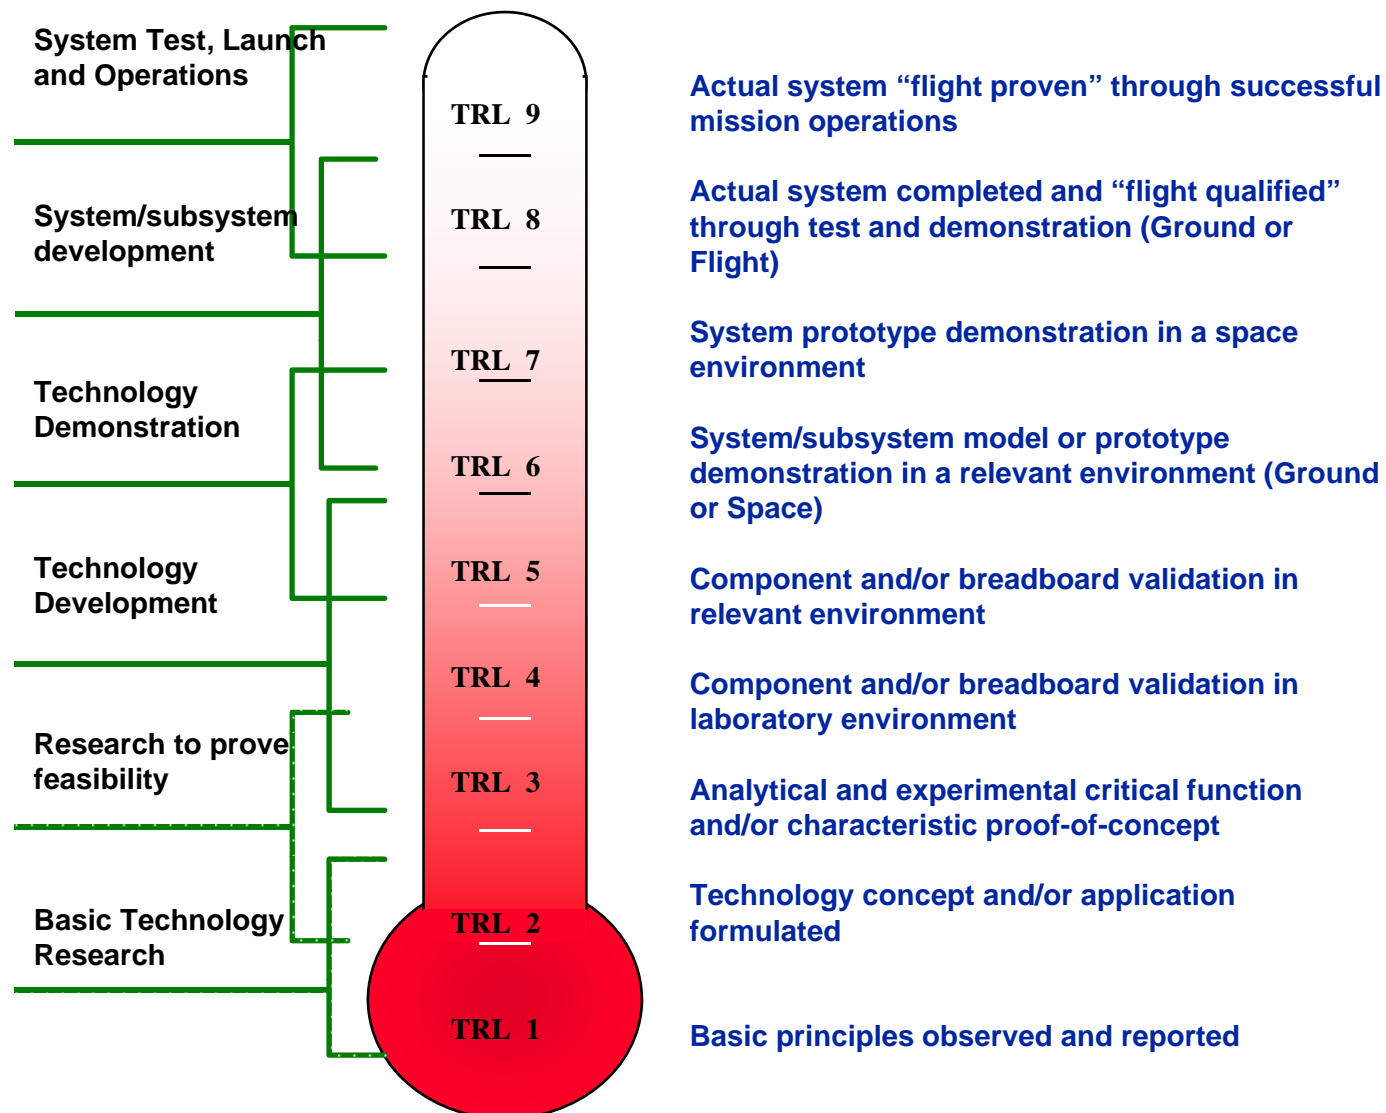 System Test, Launch
and Operations
System/subsystem
development
Technology
Demonstration
Technology
Development
Research to prove
feasibility
Basic Technology
Research
TRL 9
TRL 8
TRL 7
TRL 6
TRL 5
TRL 4
TRL 3
TRL 2
TRL 1
Actual system “flight proven” through successful
mission operations
Actual system completed and “flight qualified”
through test and demonstration (Ground or
Flight)
System prototype demonstration in a space
environment
System/subsystem model or prototype
demonstration in a relevant environment (Ground
or Space)
Component and/or breadboard validation in
relevant environment
Component and/or breadboard validation in
laboratory environment
Analytical and experimental critical function
and/or characteristic proof-of-concept
Technology concept and/or application
formulated
Basic principles observed and reported